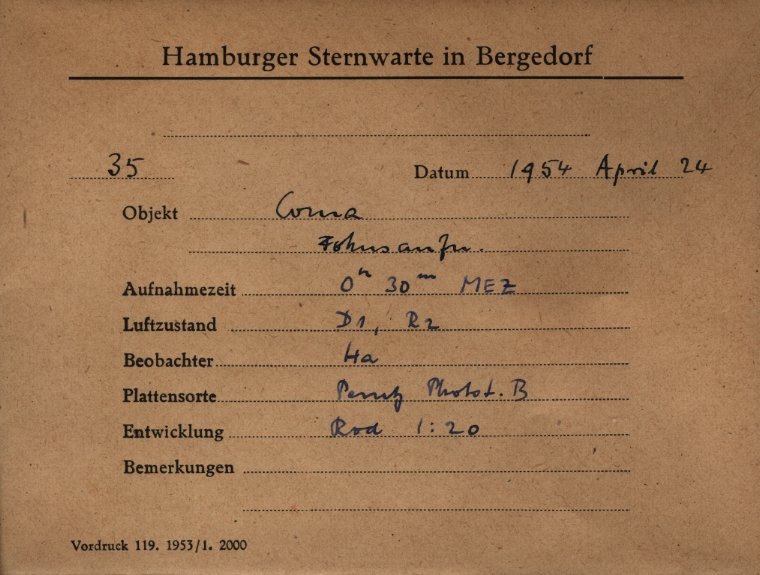 Hamburger Sternwarte in Bergedorf
35 Datum 1954 April 24
Objekt Coma
Aufnahmezeit 0h 30m MEZ
Luftzustand D1, R2
Beobachter Ha
Plattensorte Perutz Photot. B
Entwicklung Rod 1:20
Bemerkungen
Vordruck 119. 1953/1. 2000